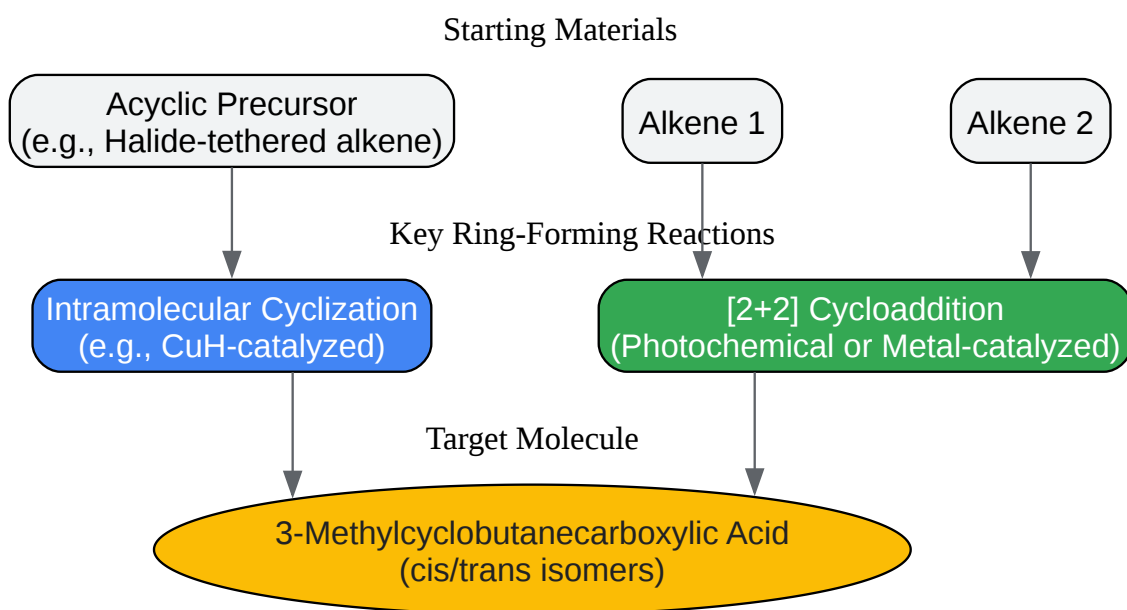 Starting Materials
Acyclic Precursor
(e.g., Halide-tethered alkene)
Alkene 1
Alkene 2
Key Ring-Forming Reactions
Intramolecular Cyclization
(e.g., CuH-catalyzed)
[2+2] Cycloaddition
(Photochemical or Metal-catalyzed)
Target Molecule
3-Methylcyclobutanecarboxylic Acid
(cis/trans isomers)